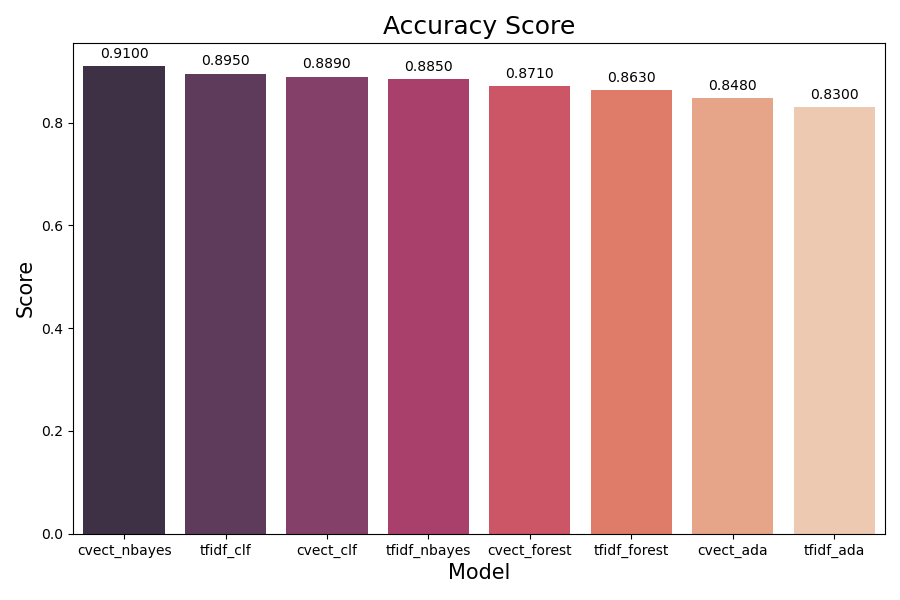 Accuracy Score
0.9100
0.8950
0.8890
0.8850
0.8710
0.8630
0.8480
0.8300
Score
0.8
0.6
0.4
0.2
0.0
cvect_nbayes
tfidf_clf
cvect_clf
tfidf_nbayes
cvect_forest
tfidf_forest
cvect_ada
tfidf_ada
Model